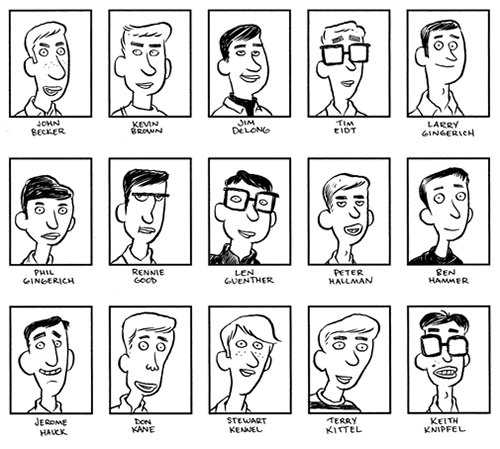 JOHN
BECKER
KEVIN
BROWN
JIM
DELONG
TIM
EIDT
LARRY
GINGERICH
PHIL
GINGERICH
RENNIE
GOOD
LEN
GUENTHER
PETER
HALLMAN
BEN
HAMMER
JEROME
HAUCK
DON
KANE
STEWART
KENNEL
TERRY
KITTEL
KEITH
KNIPFEL